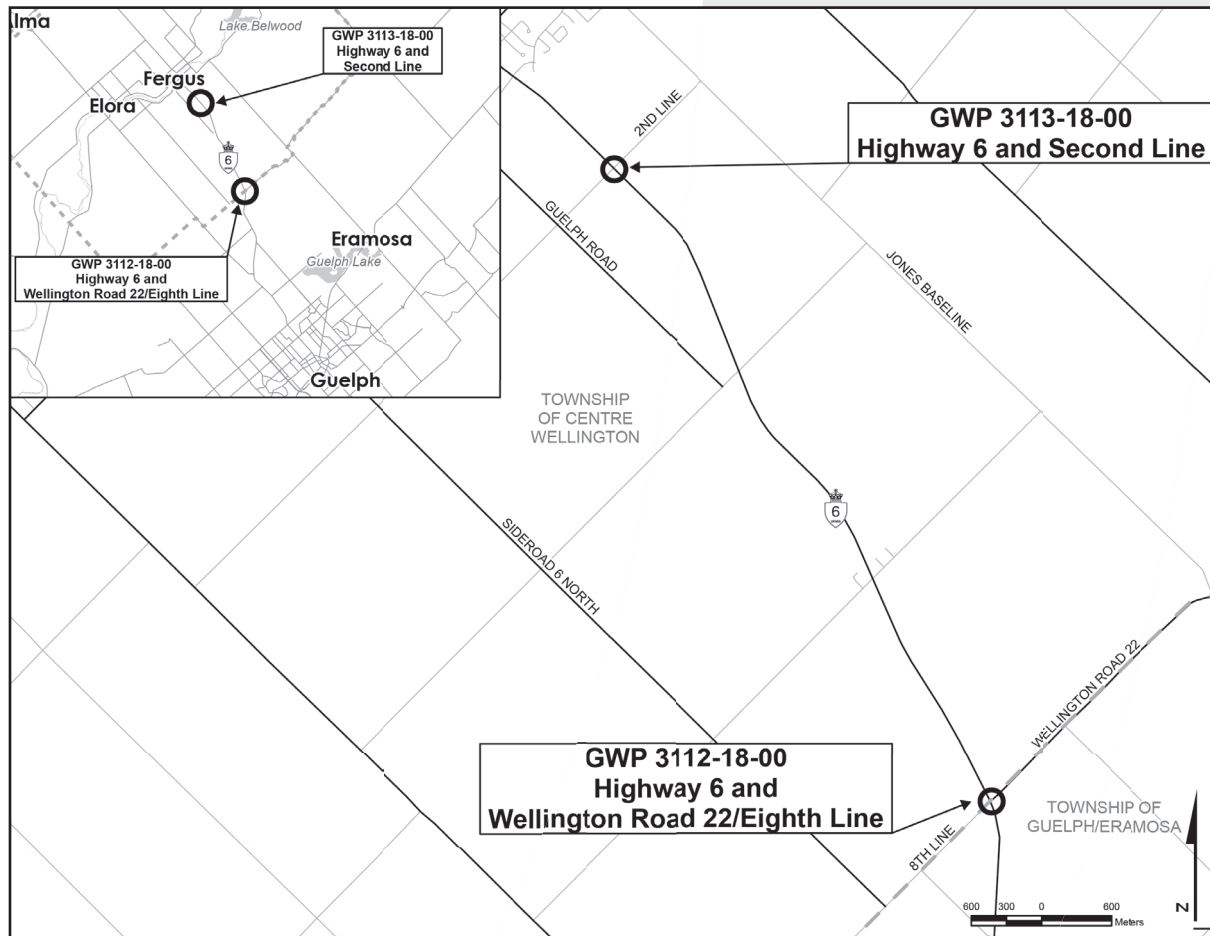 lma
Lake Belwood
GWP 3113-18-00
Highway 6 and
Second Line
Fergus
Elora
6
Eramosa
Guelph Lake
GWP 3112-18-00
Highway 6 and
Wellington Road 22/Eighth Line
Guelph
2ND LINE
GWP 3113-18-00
Highway 6 and Second Line
GUELPH ROAD
JONES BASELINE
TOWNSHIP
OF CENTRE
WELLINGTON
6
SIDEROAD 6 NORTH
WELLINGTON ROAD 22
GWP 3112-18-00
Highway 6 and
Wellington Road 22/Eighth Line
TOWNSHIP OF
GUELPH/ERAMOSA
8TH LINE
600 300 0 600
Meters
Z